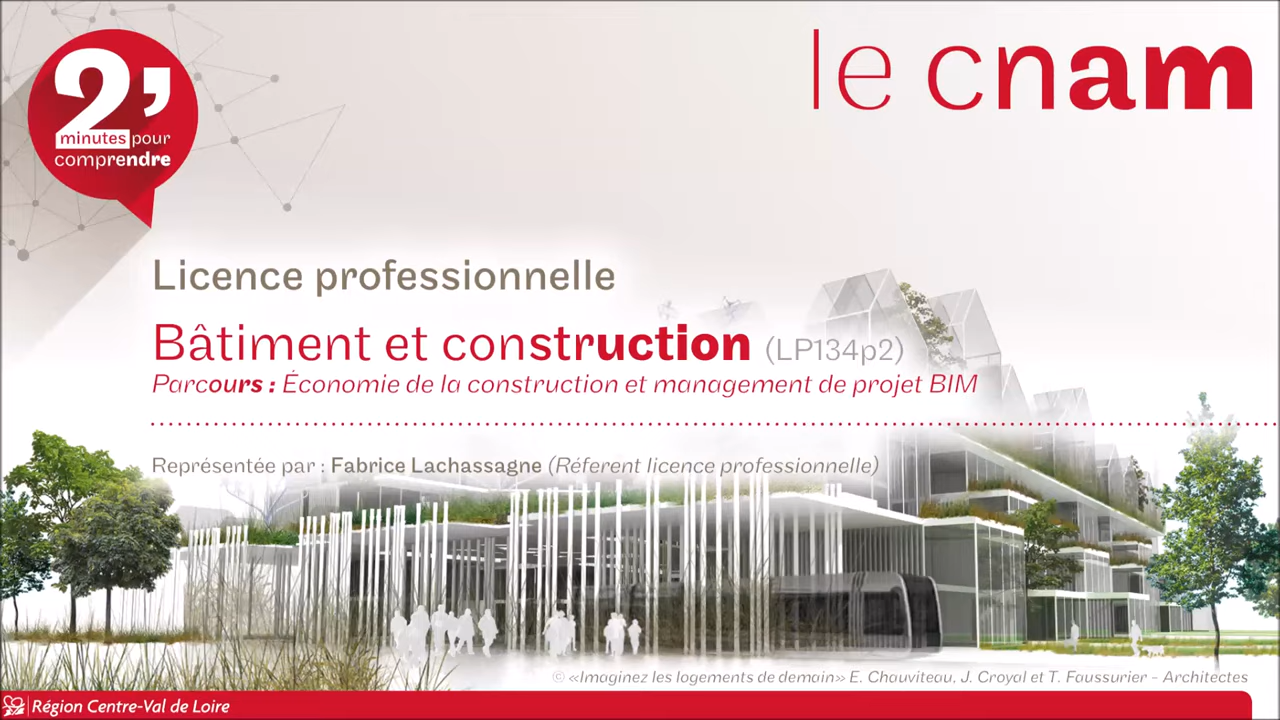 2'
minutes pour
comprendre
le cnam
Licence professionnelle
Bâtiment et construction (LP134p2)
Parcours : Économie de la construction et management de projet BIM
Représentée par : Fabrice Lachassagne (Réferent licence professionnelle)
© «Imaginez les logements de demain» E. Chauviteau, J. Croyal et T. Faussurier - Architectes
Région Centre-Val de Loire